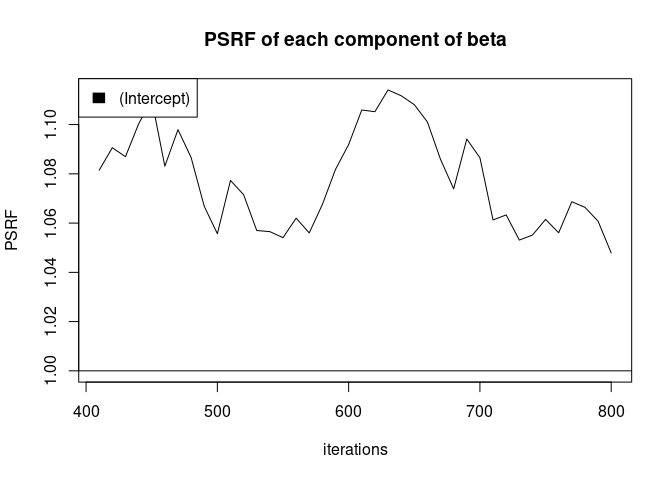 PSRF of each component of beta
(Intercept)
PSRF
1.10
1.08
1.06
1.04
1.02
1.00
400 500 600 700 800
iterations